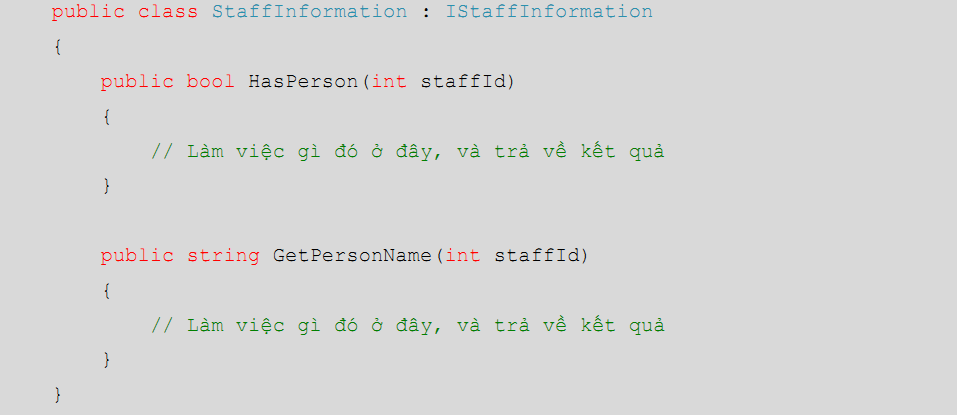 public class StaffInformation : IStaffInformation
{
public bool HasPerson(int staffId)
{
// Làm việc gì đó ở đây, và trả về kết quả
}
public string GetPersonName(int staffId)
{
// Làm việc gì đó ở đây, và trả về kết quả
}
}